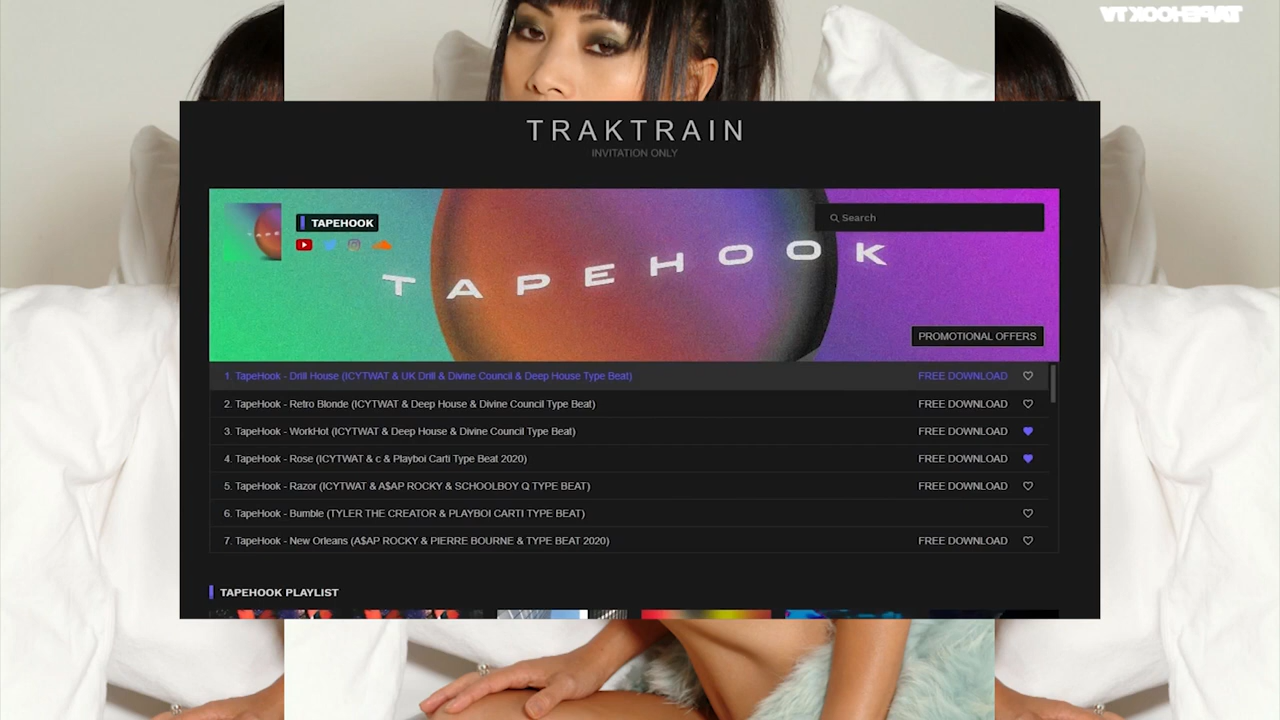 TAPEHOOK TV
TRAKTRAIN
INVITATION ONLY
TAPEHOOK
Search
TAPEHOOK
PROMOTIONAL OFFERS
1. TapeHook - Drill House (ICYTWAT & UK Drill & Divine Council & Deep House Type Beat) FREE DOWNLOAD
2. TapeHook - Retro Blonde (ICYTWAT & Deep House & Divine Council Type Beat) FREE DOWNLOAD
3. TapeHook - WorkHot (ICYTWAT & Deep House & Divine Council Type Beat) FREE DOWNLOAD
4. TapeHook - Rose (ICYTWAT & c & Playboi Carti Type Beat 2020) FREE DOWNLOAD
5. TapeHook - Razor (ICYTWAT & A$AP ROCKY & SCHOOLBOY Q TYPE BEAT) FREE DOWNLOAD
6. TapeHook - Bumble (TYLER THE CREATOR & PLAYBOI CARTI TYPE BEAT)
7. TapeHook - New Orleans (A$AP ROCKY & PIERRE BOURNE & TYPE BEAT 2020) FREE DOWNLOAD
TAPEHOOK PLAYLIST